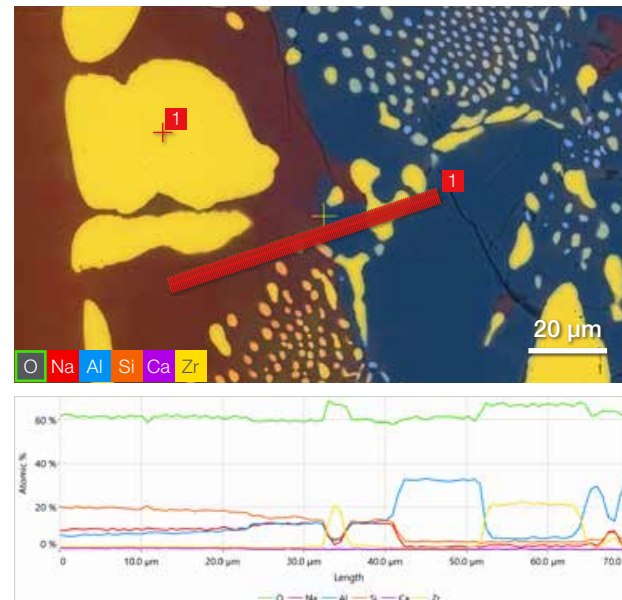 1
1
20 µm
O Na Al Si Ca Zr
60 %
40 %
20 %
0 %
Atomic %
0 10.0 µm 20.0 µm 30.0 µm 40.0 µm 50.0 µm 60.0 µm 70.0
Length
O Na Al Si Ca Zr